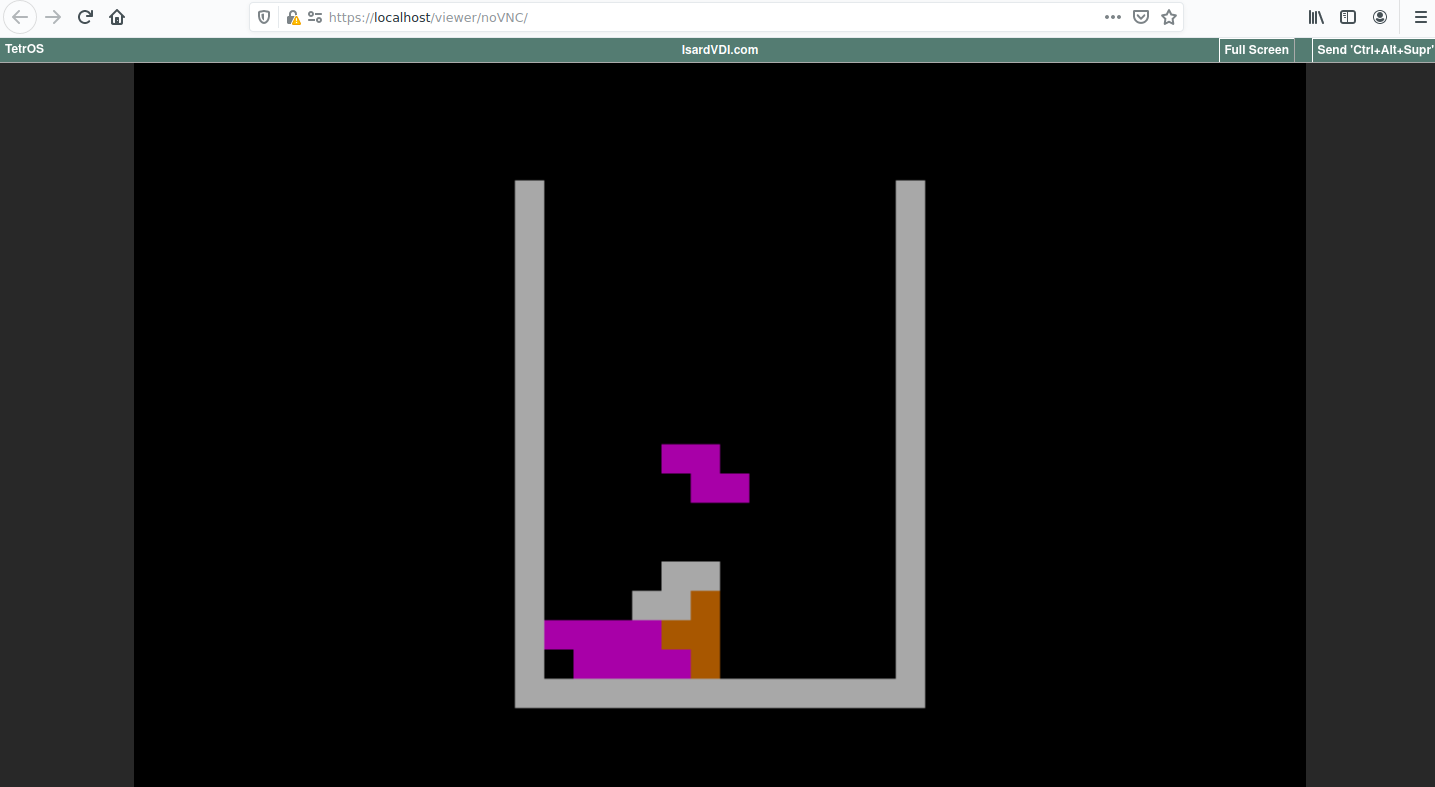 https://localhost/viewer/noVNC/
TetrOS IsardVDI.com Full Screen Send 'Ctrl+Alt+Supr'